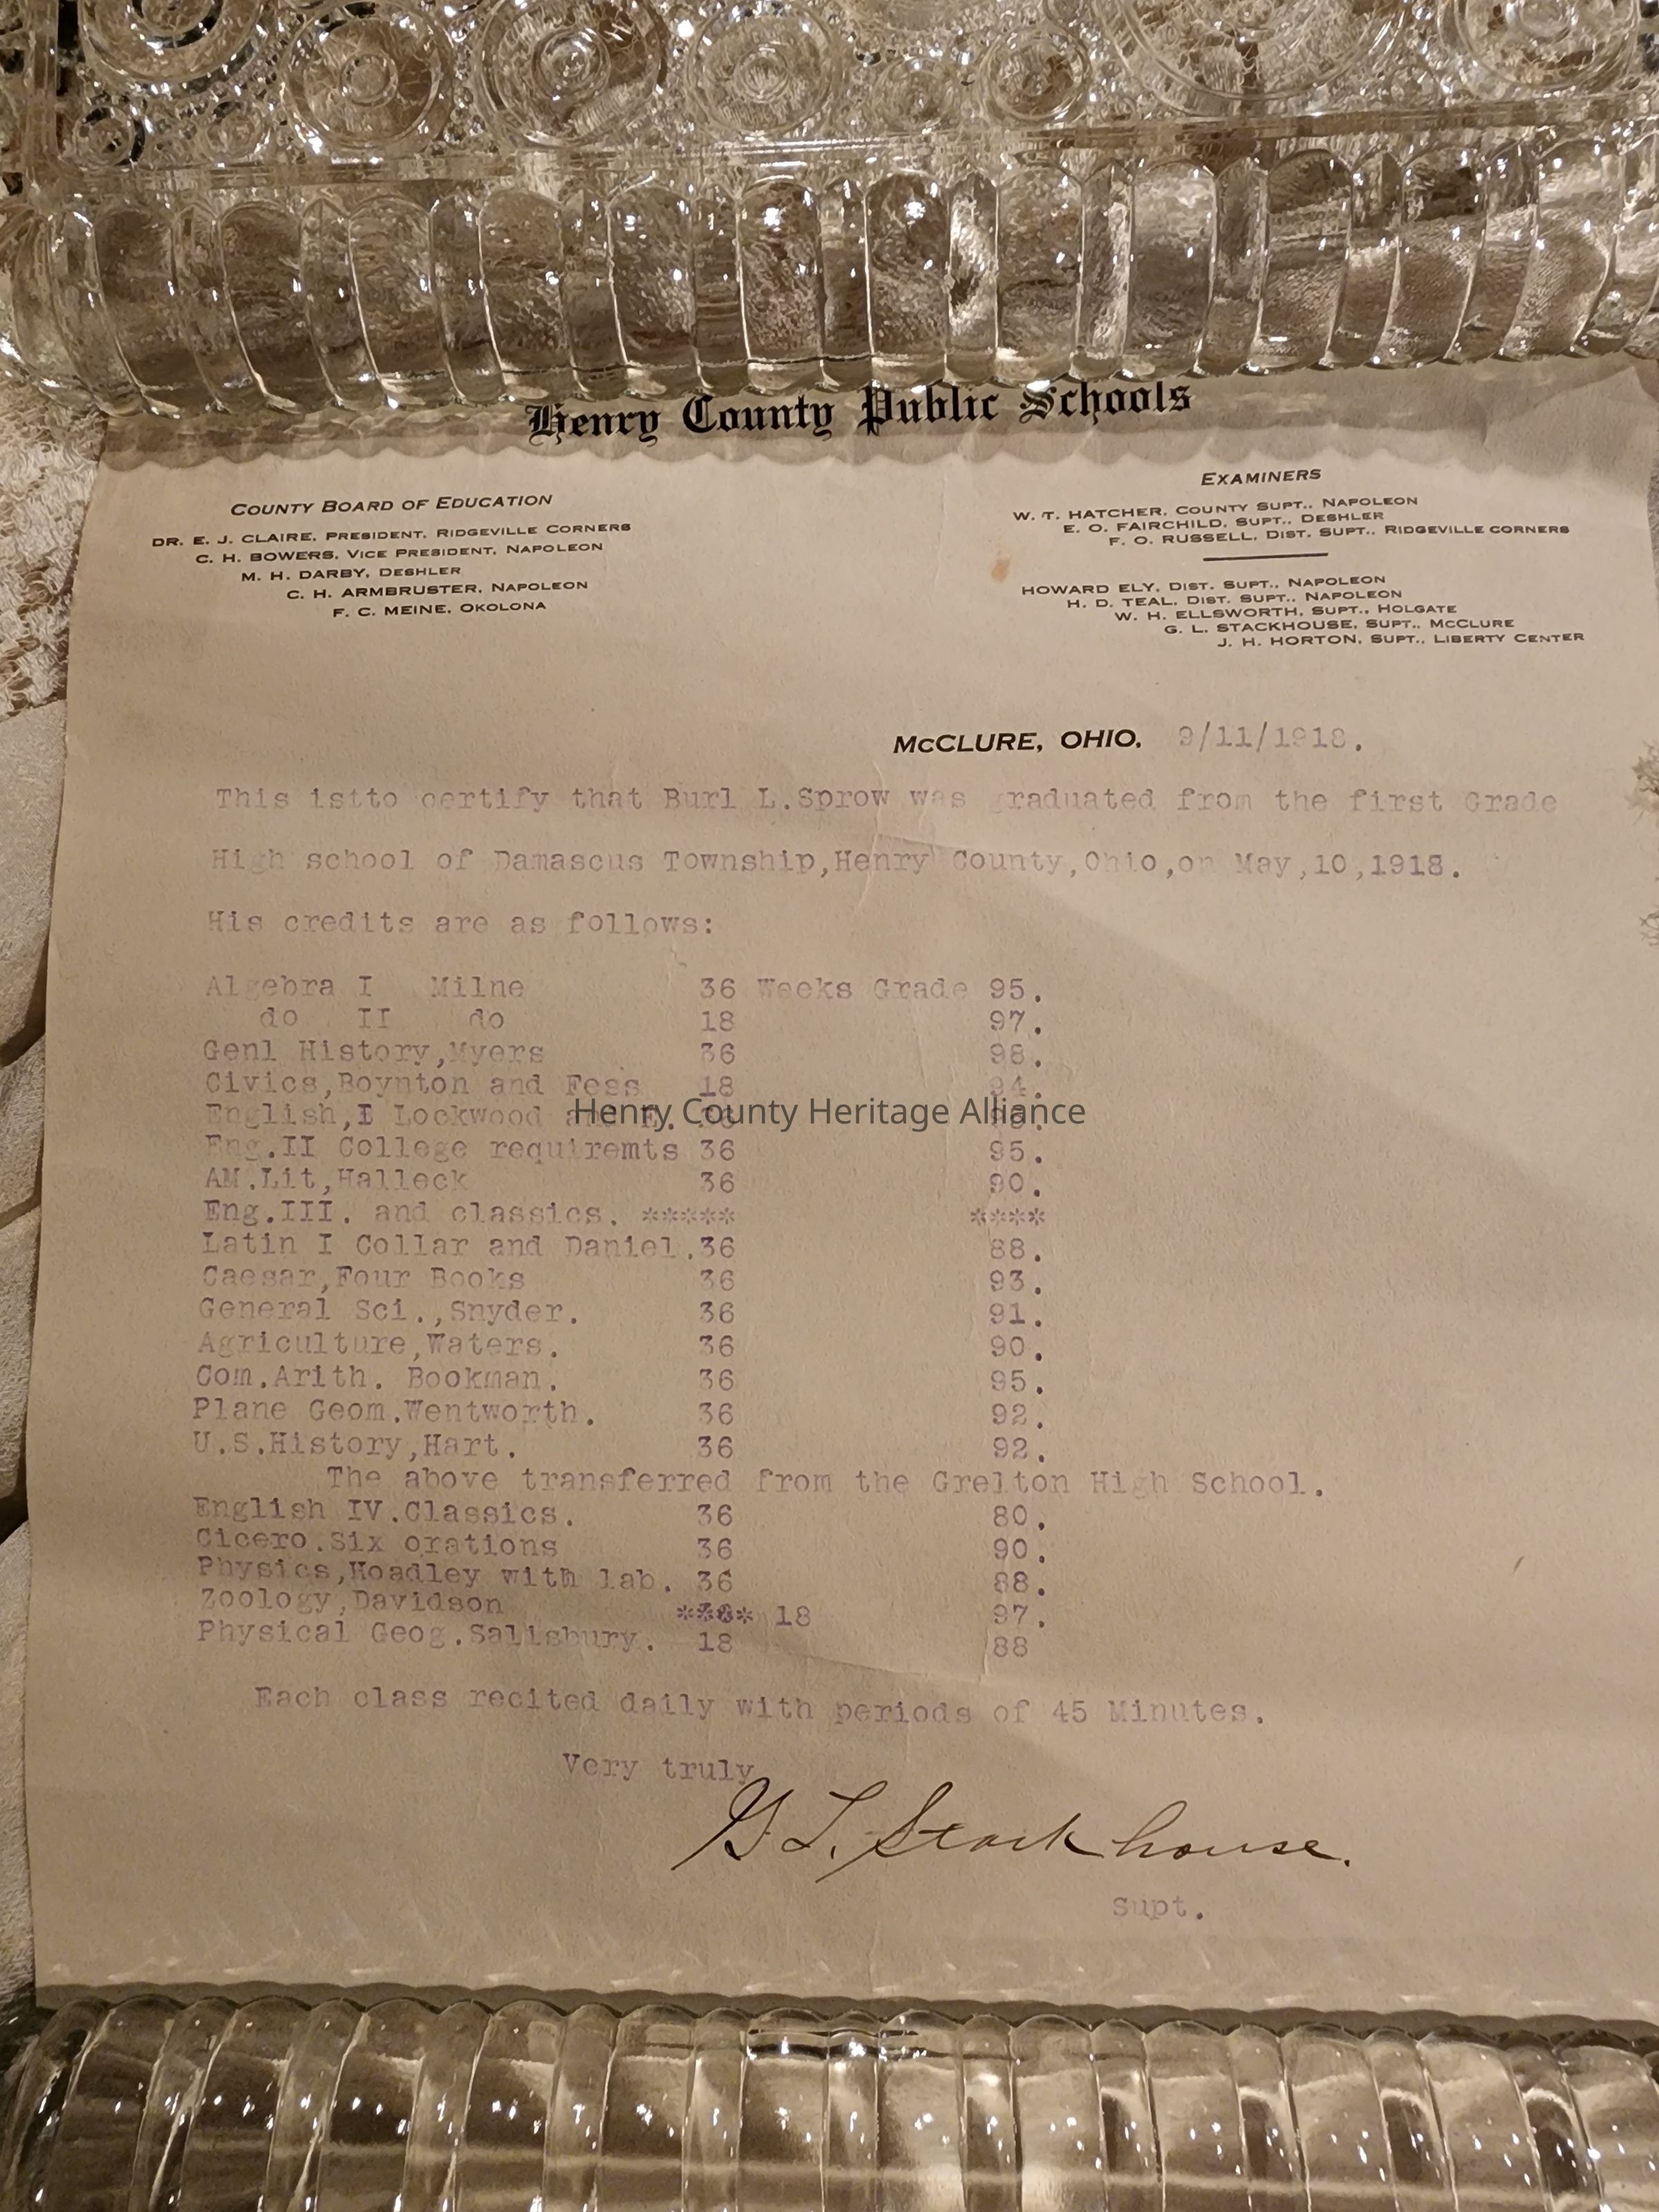 Henry County Public Schools
COUNTY BOARD OF EDUCATION
DR. E. J. CLAIRE, PRESIDENT, RIDGEVILLE CORNERS
C. H. BOWERS, VICE PRESIDENT, NAPOLEON
M. H. DARBY, DESHLER
C. H. ARMBRUSTER, NAPOLEON
F. C. MEINE, OKOLONA
EXAMINERS
W. T. HATCHER, COUNTY SUPT., NAPOLEON
E. O. FAIRCHILD, SUPT., DESHLER
F. O. RUSSELL, DIST. SUPT., RIDGEVILLE CORNERS
HOWARD ELY, DIST. SUPT., NAPOLEON
H. D. TEAL, DIST. SUPT., NAPOLEON
W. H. ELLSWORTH, SUPT., HOLGATE
G. L. STACKHOUSE, SUPT., MCCLURE
J. H. HORTON, SUPT., LIBERTY CENTER
MCCLURE, OHIO, 9/11/1918.
This istto certify that Burl L.Sprow was graduated from the first Grade
High school of Damascus Township,Henry County,Ohio,on May,10,1918.
His credits are as follows:
Algebra I Milne 36 Weeks Grade 95.
do II do 18 97.
Genl History,Myers 36 98.
Civics,Boynton and Fess 18 94.
English,I Lockwood and E. 36
Henry County Heritage Alliance
Eng.II College requiremts 36 95.
AM.Lit,Halleck 36 90.
Eng.III. and classics. ***** ****
Latin I Collar and Daniel.36 88.
Caesar,Four Books 36 93.
General Sci.,Snyder. 36 91.
Agriculture,Waters. 36 90.
Com.Arith. Bookman. 36 95.
Plane Geom.Wentworth. 36 92.
U.S.History,Hart. 36 92.
The above transferred from the Grelton High School.
English IV.Classics. 36 80.
Cicero.Six orations 36 90.
Physics,Hoadley with lab. 36 88.
Zoology,Davidson **** 18 97.
Physical Geog.Salisbury. 18 88
Each class recited daily with periods of 45 Minutes.
Very truly
G L. Stackhouse.
Supt.